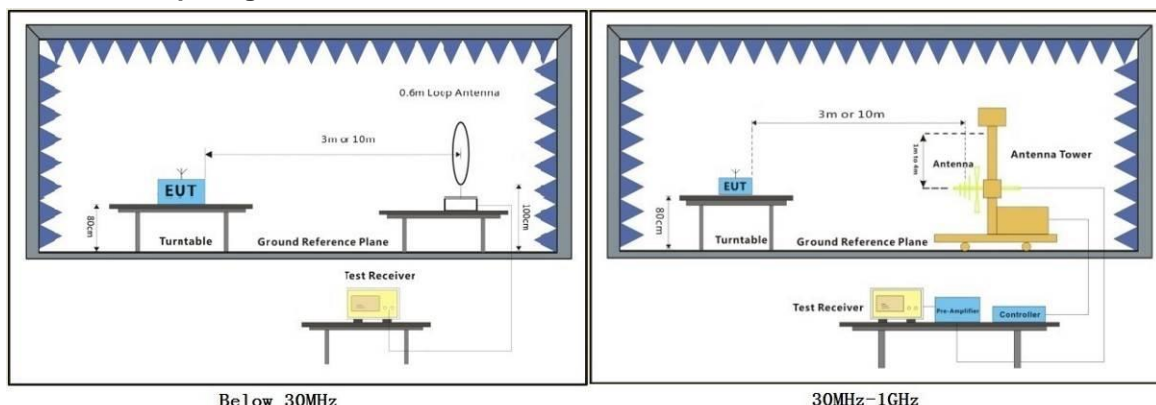 0.6m Loop Antenna
3m or 10m
EUT
80cm
100cm
Turntable
Ground Reference Plane
Test Receiver
Below 30MHz
3m or 10m
1m to 4m
Antenna
Antenna Tower
EUT
80cm
Turntable
Ground Reference Plane
Test Receiver
Pre-Amplifier
Controller
30MHz-1GHz